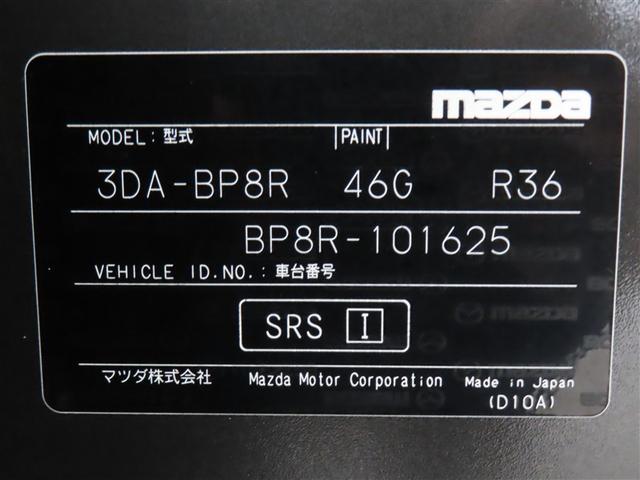 mazda
MODEL: 型式 PAINT
3DA-BP8R 46G R36
BP8R-101625
VEHICLE ID.NO.: 車台番号
SRS I
マツダ株式会社 Mazda Motor Corporation Made in Japan
(D10A)